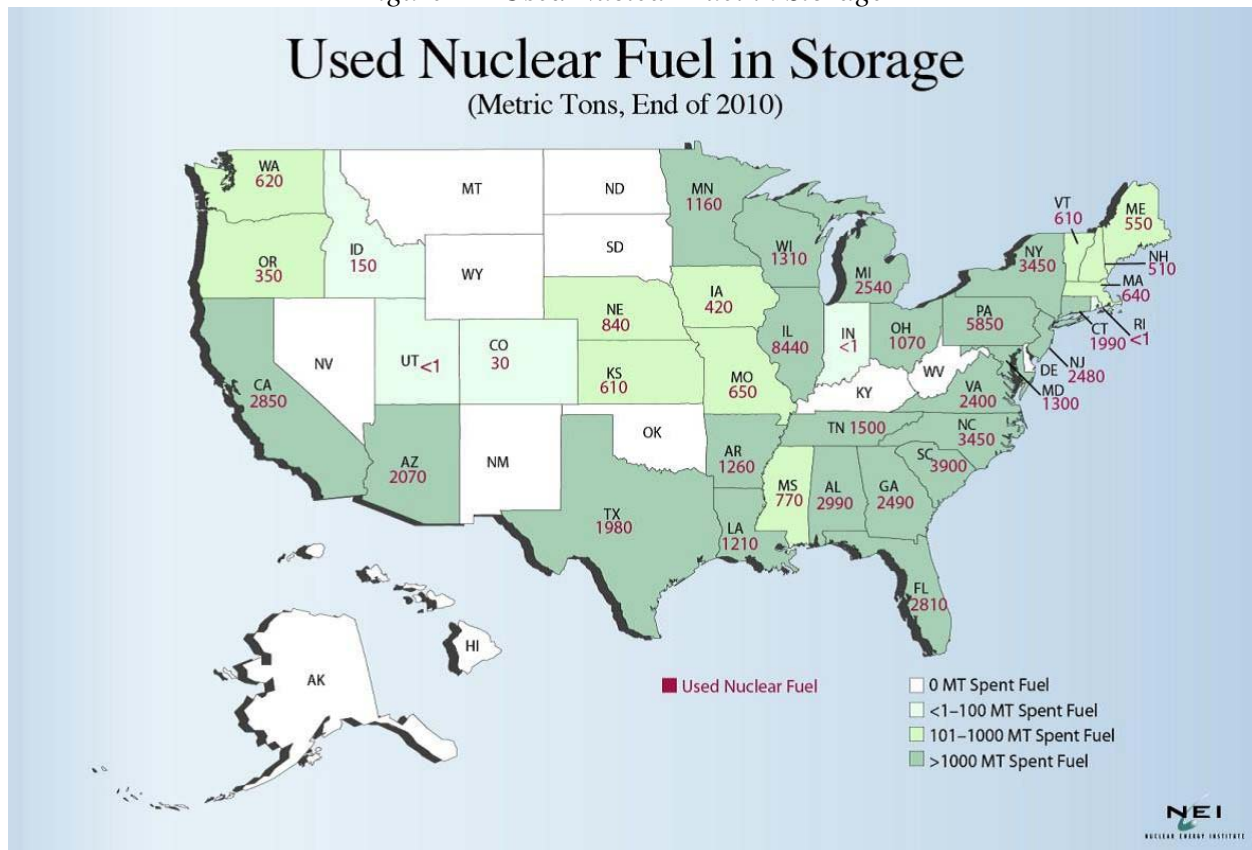 Used Nuclear Fuel in Storage
(Metric Tons, End of 2010)
WA
620
MT
ND
MN
1160
VT
610
ME
550
OR
350
ID
150
SD
WI
1310
NY
3450
NH
510
WY
MI
2540
MA
640
NE
840
IA
420
PA
5850
RI
<1
CT
1990
NV
UT <1
CO
30
IL
8440
IN
<1
OH
1070
NJ
2480
CA
2850
KS
610
MO
650
WV
DE
MD
1300
KY
VA
2400
AZ
2070
NM
OK
TN 1500
NC
3450
AR
1260
SC
3900
TX
1980
MS
770
AL
2990
GA
2490
LA
1210
FL
2810
HI
AK
Used Nuclear Fuel
0 MT Spent Fuel
<1–100 MT Spent Fuel
101–1000 MT Spent Fuel
>1000 MT Spent Fuel
NEI
NUCLEAR ENERGY INSTITUTE